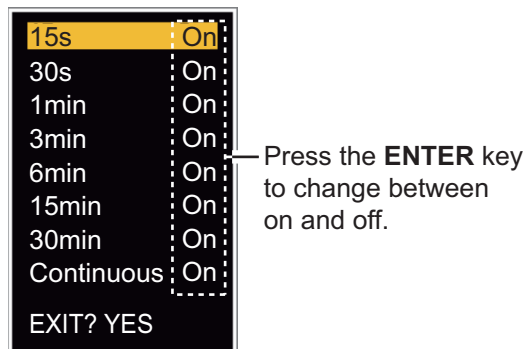 15s On
30s On
1min On
3min On
6min On
15min On
30min On
Continuous On
EXIT? YES
Press the ENTER key
to change between
on and off.